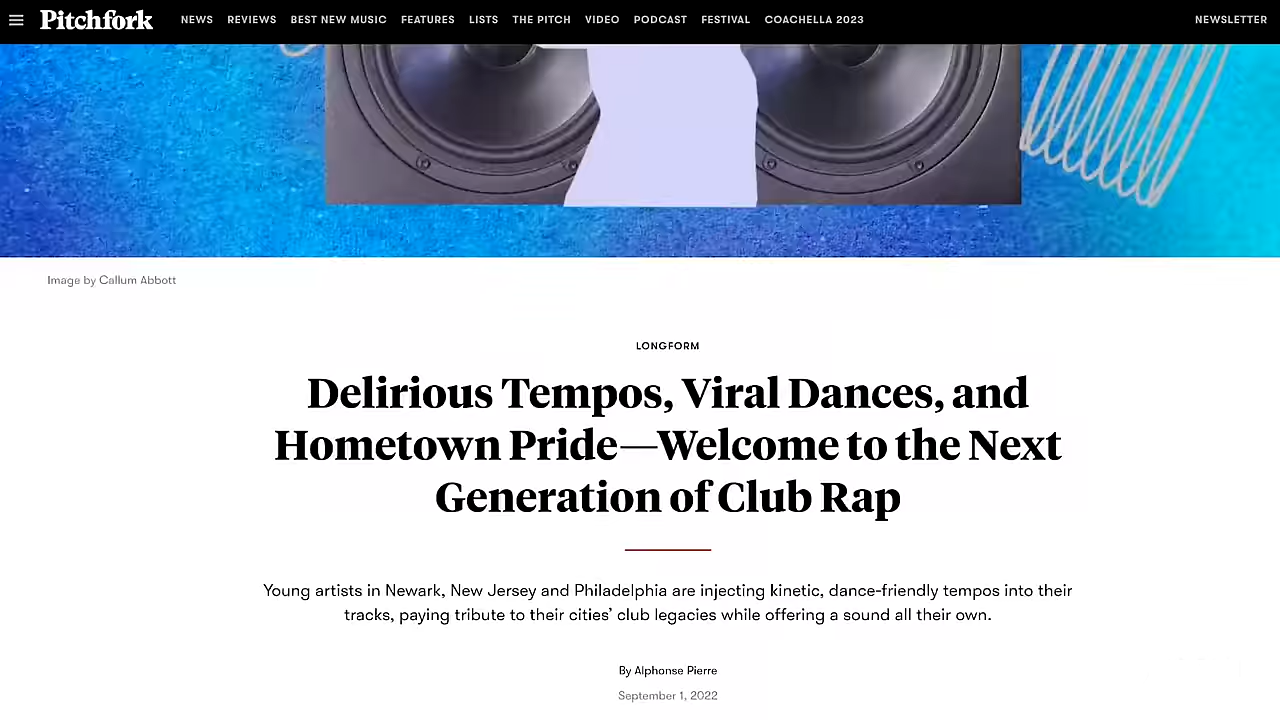 Pitchfork NEWS REVIEWS BEST NEW MUSIC FEATURES LISTS THE PITCH VIDEO PODCAST FESTIVAL COACHELLA 2023 NEWSLETTER
Image by Callum Abbott
LONGFORM
Delirious Tempos, Viral Dances, and
Hometown Pride—Welcome to the Next
Generation of Club Rap
Young artists in Newark, New Jersey and Philadelphia are injecting kinetic, dance-friendly tempos into their
tracks, paying tribute to their cities’ club legacies while offering a sound all their own.
By Alphonse Pierre
September 1, 2022